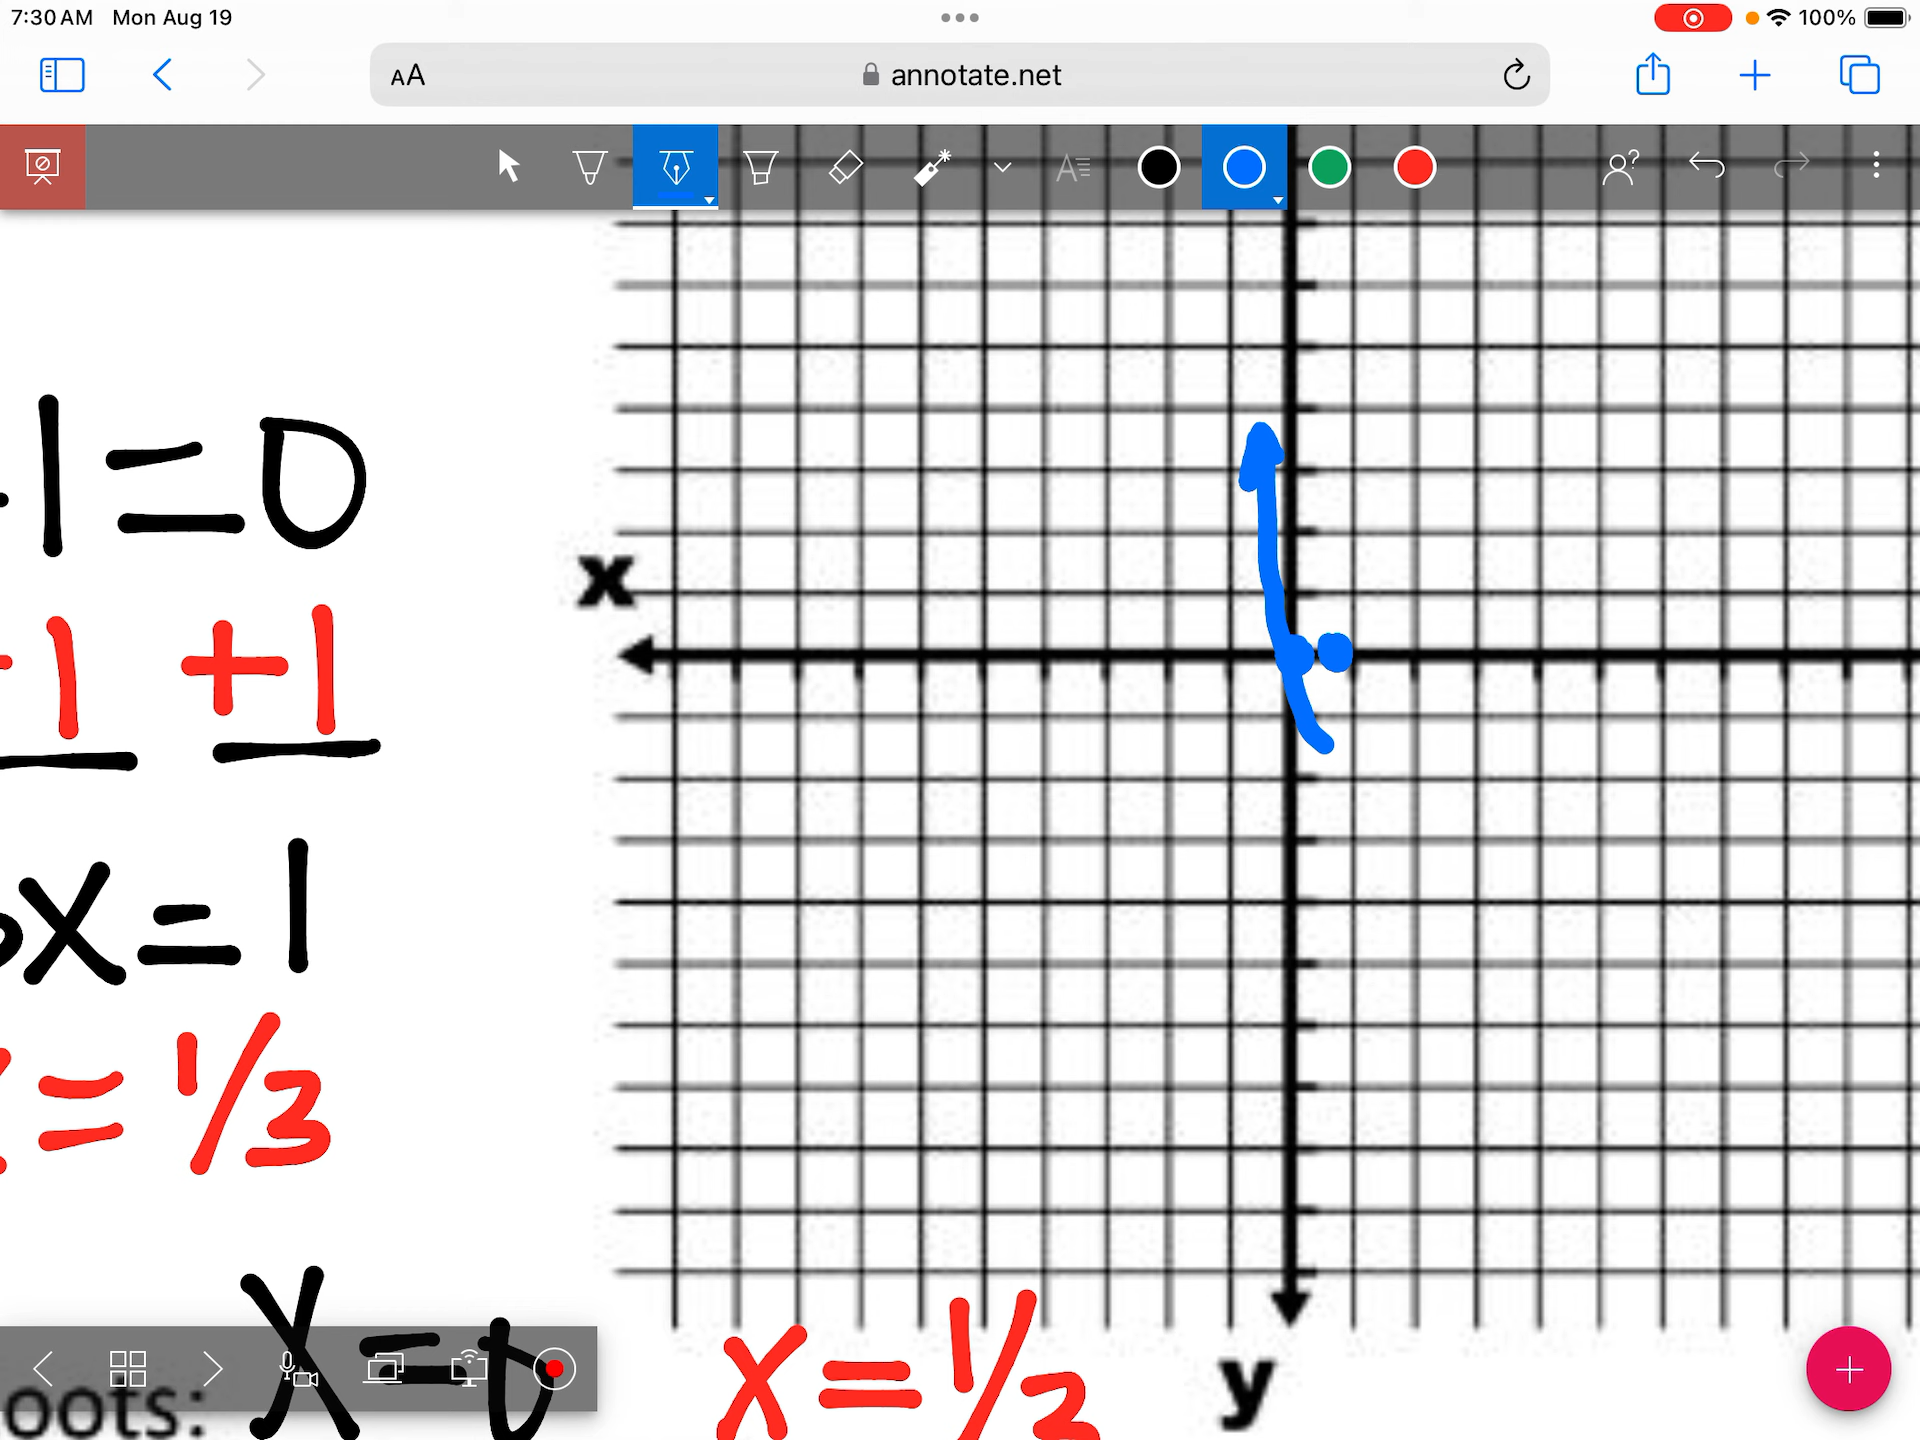 7:30 AM Mon Aug 19
100%
AA annotate.net
1=0
1 +1
x=1
= 1/3
x
oots: x=0 x=1/3
y